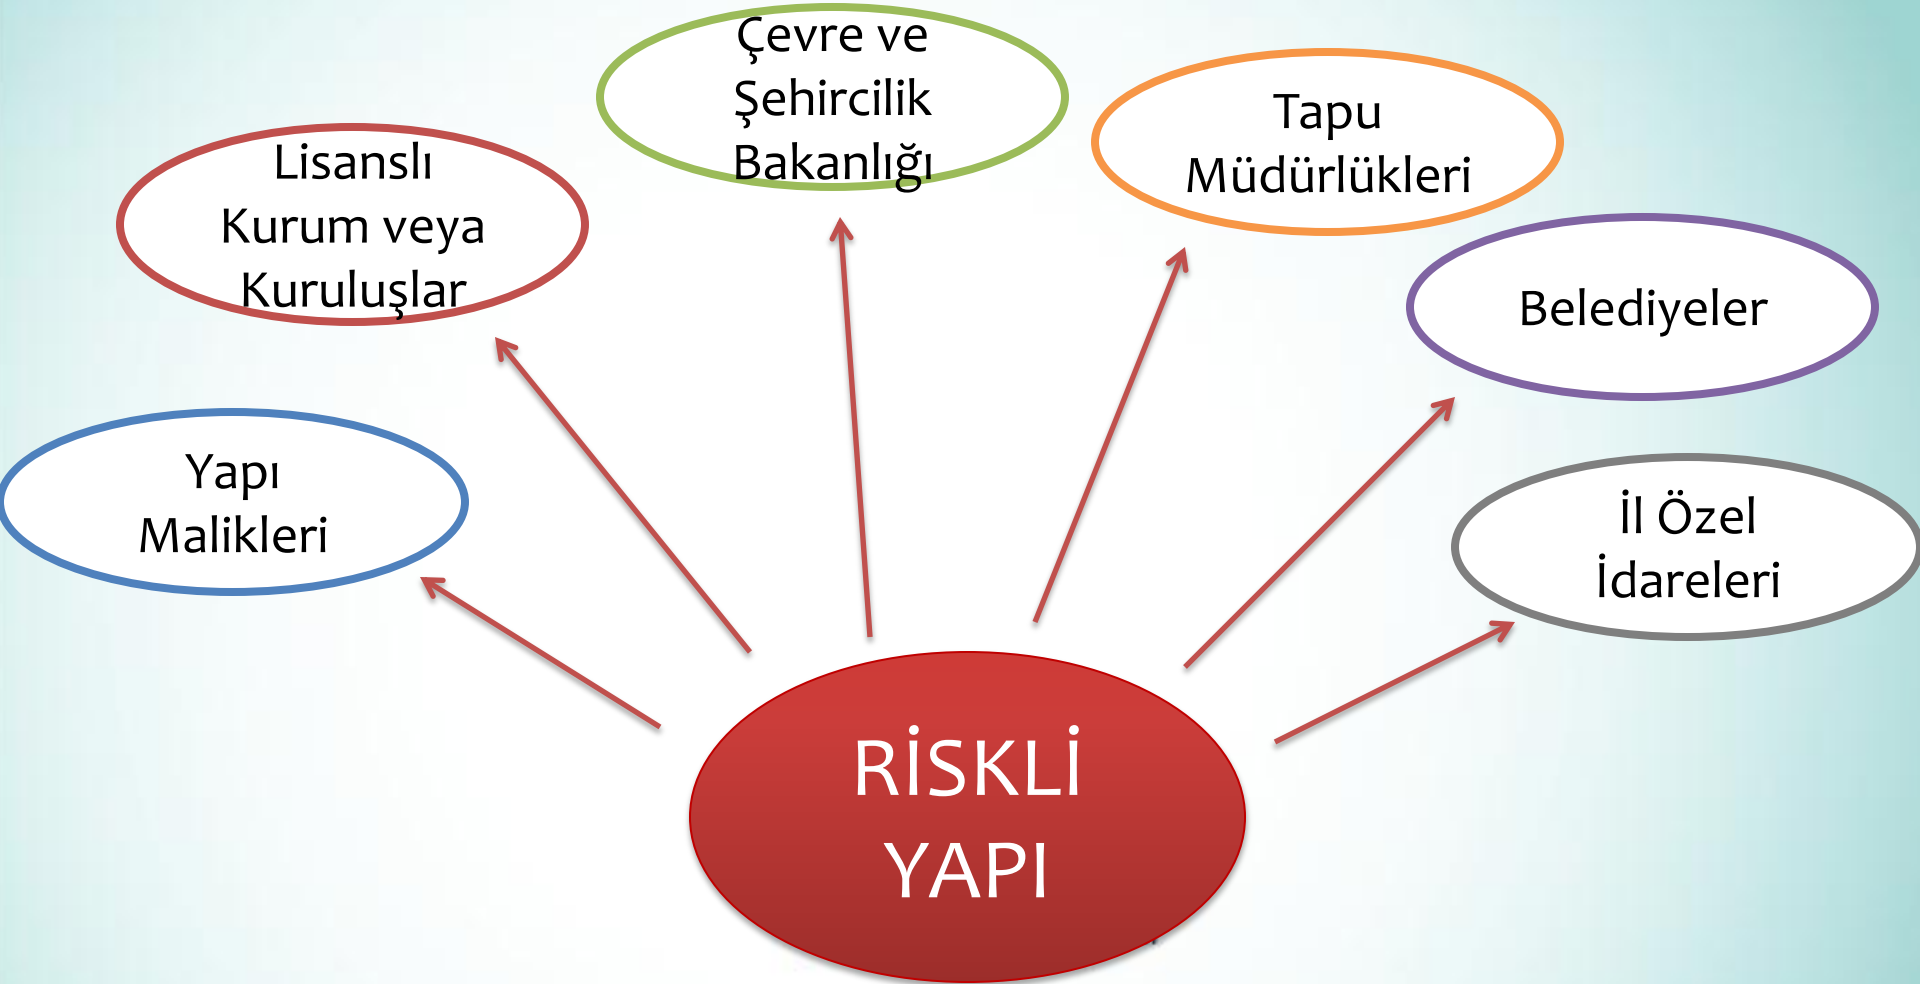 Çevre ve
Şehircilik
Bakanlığı
Tapu
Müdürlükleri
Lisanslı
Kurum veya
Kuruluşlar
Belediyeler
Yapı
Malikleri
İl Özel
İdareleri
RİSKLİ
YAPI